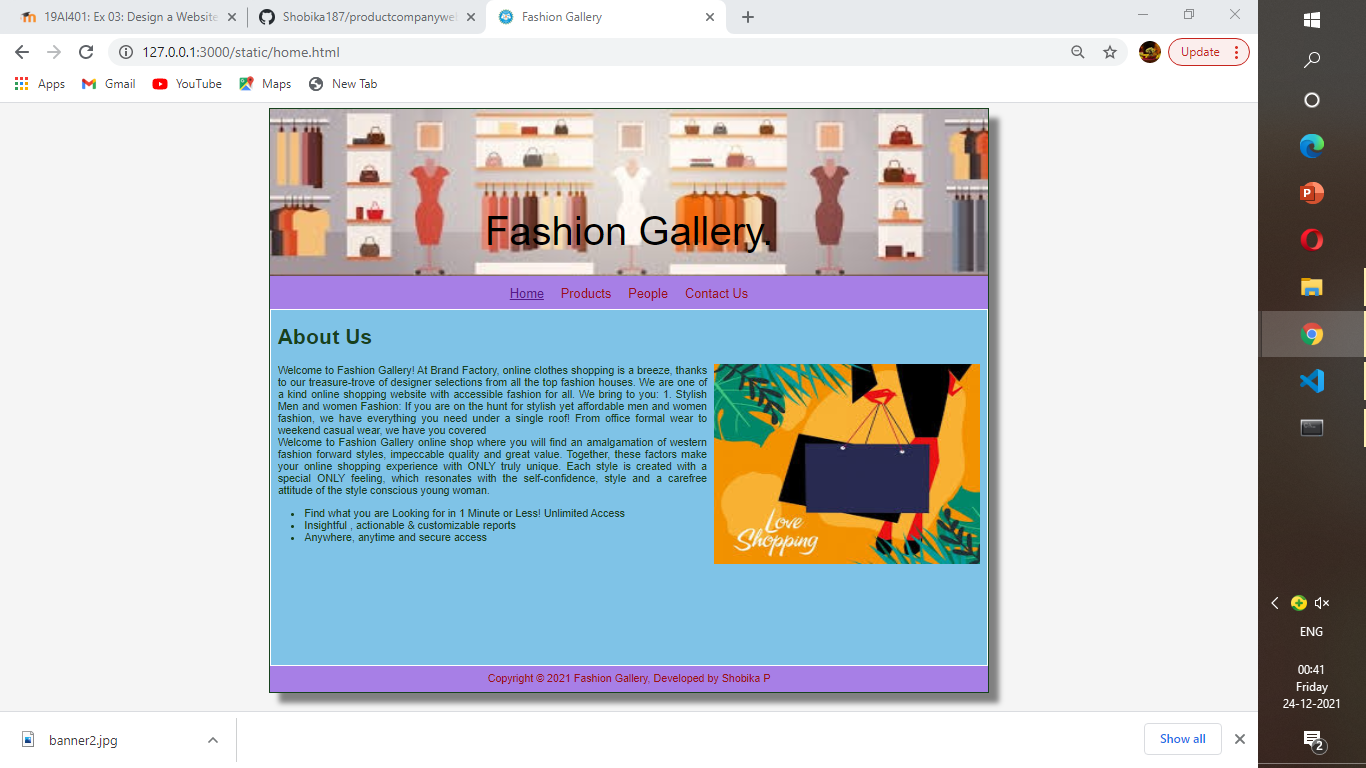 19AI401: Ex 03: Design a Website
Shobika187/productcompanywe
Fashion Gallery
127.0.0.1:3000/static/home.html
Update
Apps
Gmail
YouTube
Maps
New Tab
Fashion Gallery.
Home Products People Contact Us
About Us
Welcome to Fashion Gallery! At Brand Factory, online clothes shopping is a breeze, thanks
to our treasure-trove of designer selections from all the top fashion houses. We are one of
a kind online shopping website with accessible fashion for all. We bring to you: 1. Stylish
Men and women Fashion: If you are on the hunt for stylish yet affordable men and women
fashion, we have everything you need under a single roof! From office formal wear to
weekend casual wear, we have you covered
Welcome to Fashion Gallery online shop where you will find an amalgamation of western
fashion forward styles, impeccable quality and great value. Together, these factors make
your online shopping experience with ONLY truly unique. Each style is created with a
special ONLY feeling, which resonates with the self-confidence, style and a carefree
attitude of the style conscious young woman.
• Find what you are Looking for in 1 Minute or Less! Unlimited Access
• Insightful , actionable & customizable reports
• Anywhere, anytime and secure access
Love
Shopping
Copyright © 2021 Fashion Gallery, Developed by Shobika P
banner2.jpg
Show all
P
ENG
00:41
Friday
24-12-2021
2